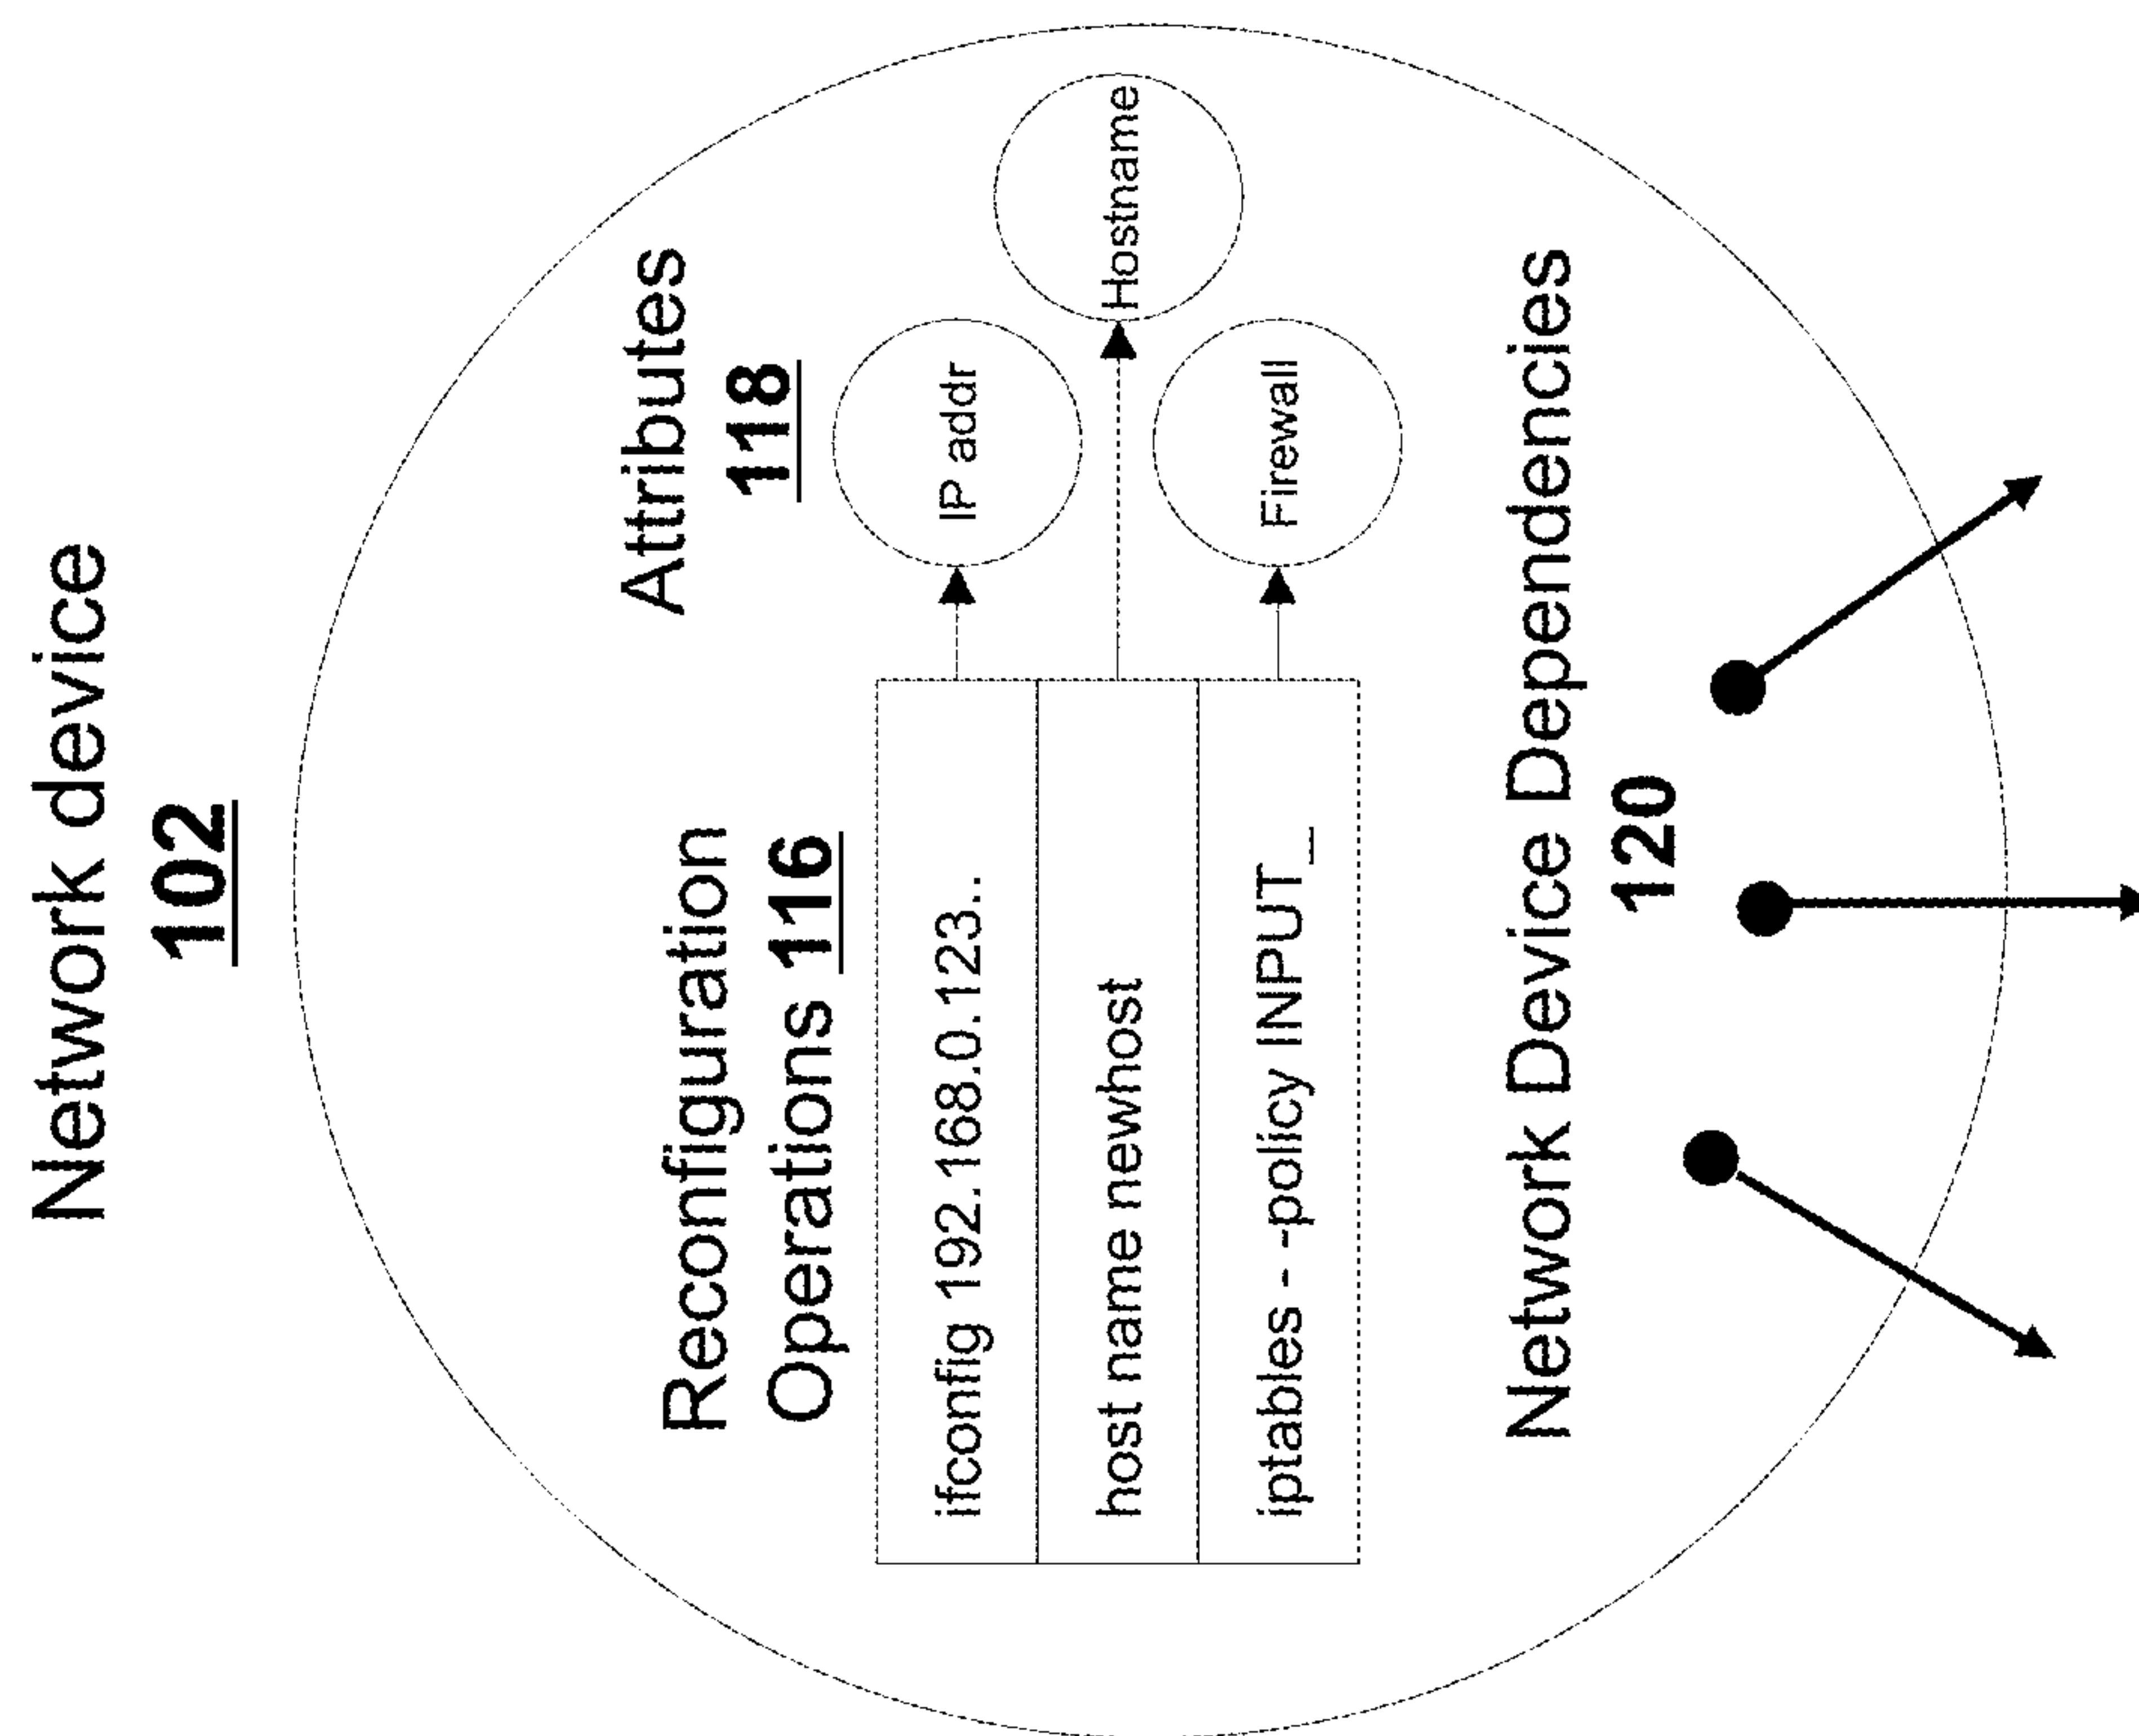 Network device
102
Reconfiguration
Operations 116
Attributes
118
ifconfig 192.168.0.123..
host name newhost
iptables - -policy INPUT_
IP addr
Hostname
Firewall
Network Device Dependencies
120